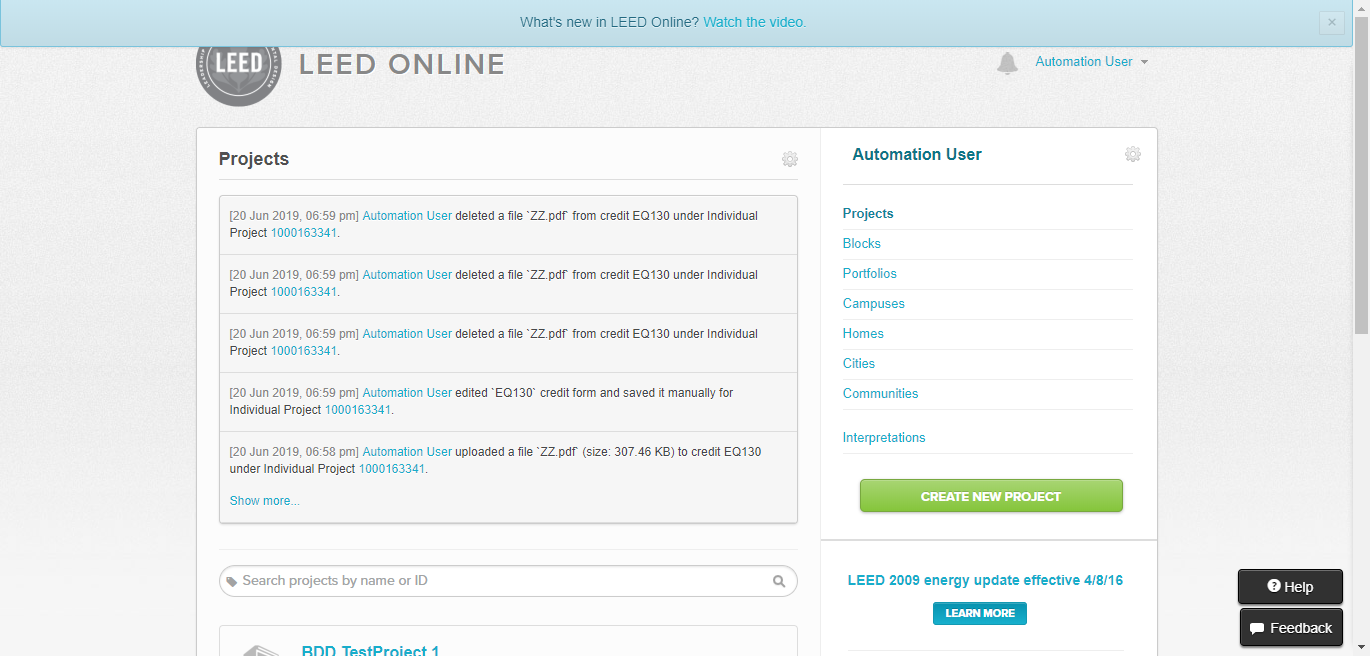 What's new in LEED Online? Watch the video.
×
LEED
LEED ONLINE
Automation User
Projects
[20 Jun 2019, 06:59 pm] Automation User deleted a file `ZZ.pdf` from credit EQ130 under Individual
Project 1000163341.
[20 Jun 2019, 06:59 pm] Automation User deleted a file `ZZ.pdf` from credit EQ130 under Individual
Project 1000163341.
[20 Jun 2019, 06:59 pm] Automation User deleted a file `ZZ.pdf` from credit EQ130 under Individual
Project 1000163341.
[20 Jun 2019, 06:59 pm] Automation User edited `EQ130` credit form and saved it manually for
Individual Project 1000163341.
[20 Jun 2019, 06:58 pm] Automation User uploaded a file `ZZ.pdf` (size: 307.46 KB) to credit EQ130
under Individual Project 1000163341.
Show more...
Search projects by name or ID
BDD TestProject 1
Automation User
Projects
Blocks
Portfolios
Campuses
Homes
Cities
Communities
Interpretations
CREATE NEW PROJECT
LEED 2009 energy update effective 4/8/16
LEARN MORE
Help
Feedback